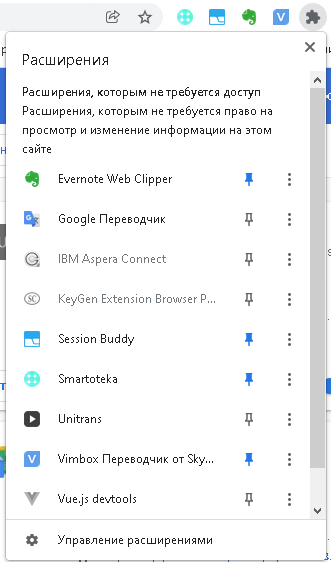 Расширения
Расширения, которым не требуется доступ
Расширения, которым не требуется право на
просмотр и изменение информации на этом
сайте
Evernote Web Clipper
Google Переводчик
IBM Aspera Connect
KeyGen Extension Browser P...
Session Buddy
Smartoteka
Unitrans
Vimbox Переводчик от Sky...
Vue.js devtools
Управление расширениями